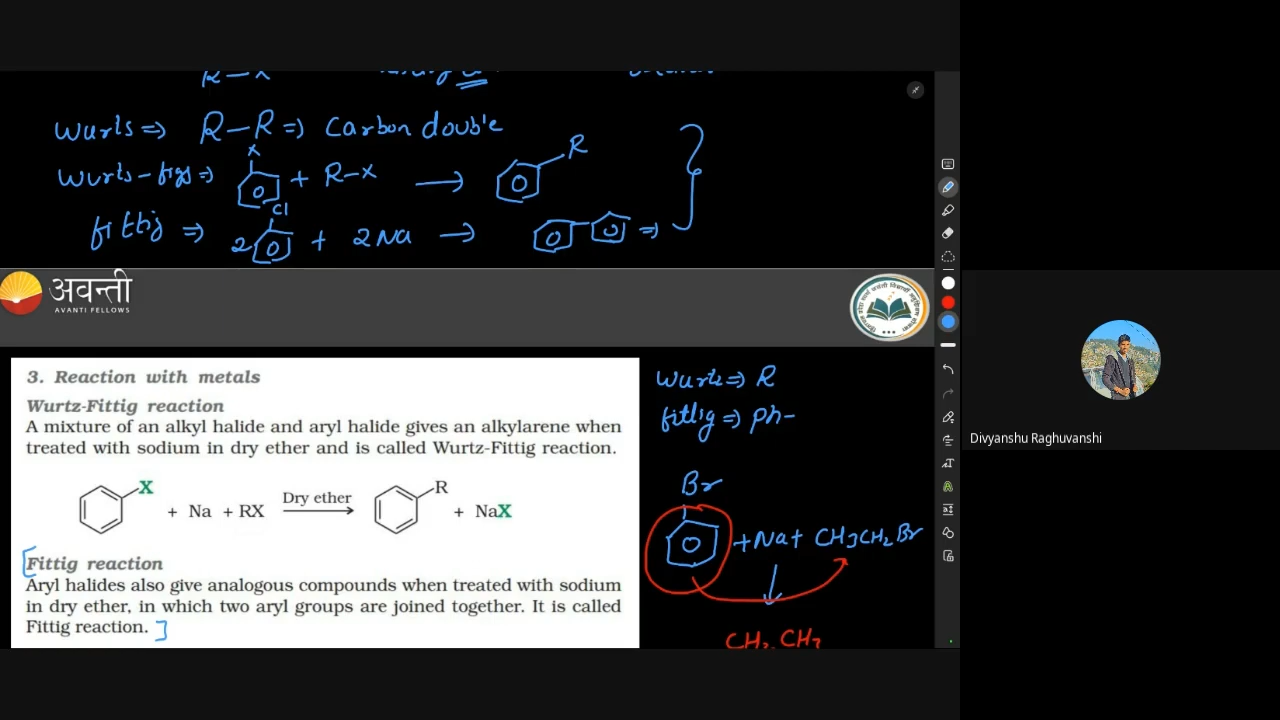 R-X
Wurls => R-R => Carbon double
X
R
+ R-X →
Cl
fittig => 2 + 2Na → =>
अवन्ती
AVANTI FELLOWS
3. Reaction with metals
Wurtz-Fittig reaction
A mixture of an alkyl halide and aryl halide gives an alkylarene when
treated with sodium in dry ether and is called Wurtz-Fittig reaction.
X R
+ Na + RX Dry ether → + NaX
[Fittig reaction
Aryl halides also give analogous compounds when treated with sodium
in dry ether, in which two aryl groups are joined together. It is called
Fittig reaction. ]
Wurtz => R
fittig => Ph-
Br
+Na+ CH3CH2Br
Divyanshu Raghuvanshi